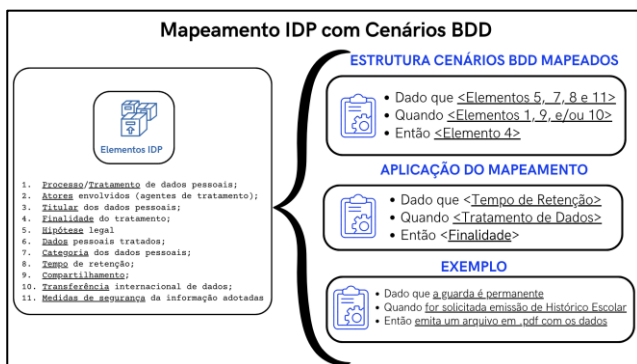 Mapeamento IDP com Cenários BDD
Elementos IDP
1. Processo/Tratamento de dados pessoais;
2. Atores envolvidos (agentes de tratamento);
3. Titular dos dados pessoais;
4. Finalidade do tratamento;
5 Hipótese legal
6. Dados pessoais tratados;
7. Categoria dos dados pessoais;
8. Tempo de retenção;
9. Compartilhamento;
10. Transferência internacional de dados;
11. Medidas de segurança da informação adotadas
ESTRUTURA CENÁRIOS BDD MAPEADOS
• Dado que <Elementos 5, 7, 8 e 11>
• Quando <Elementos 1, 9, e/ou 10>
• Então <Elemento 4>
APLICAÇÃO DO MAPEAMENTO
• Dado que <Tempo de Retenção>
• Quando <Tratamento de Dados>
• Então <Finalidade>
EXEMPLO
• Dado que a guarda é permanente
• Quando for solicitada emissão de Histórico Escolar
• Então emita um arquivo em .pdf com os dados